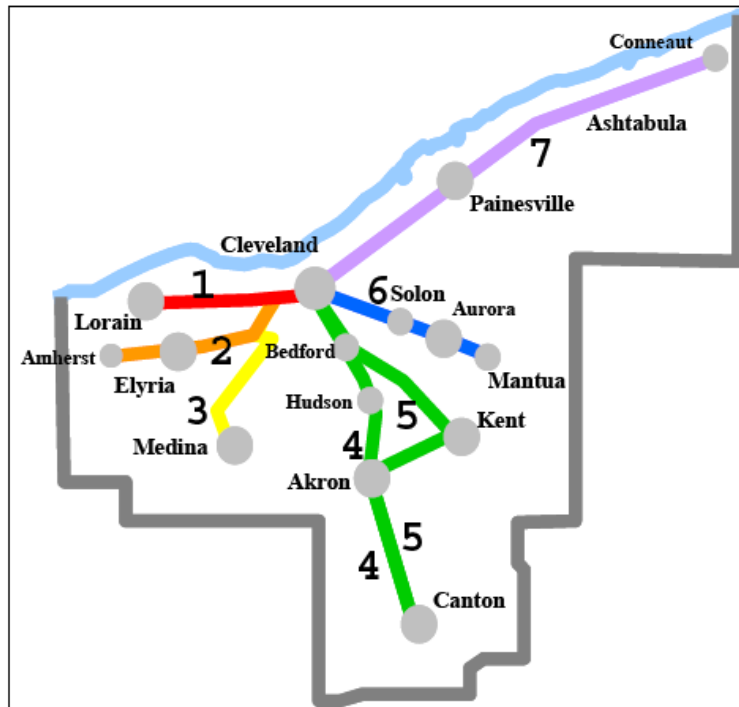 Conneaut
Ashtabula
7
Painesville
Cleveland
1
6
Solon
Lorain
Aurora
Amherst
2
Bedford
Mantua
Elyria
Hudson
3
5
Kent
Medina
4
Akron
5
4
Canton